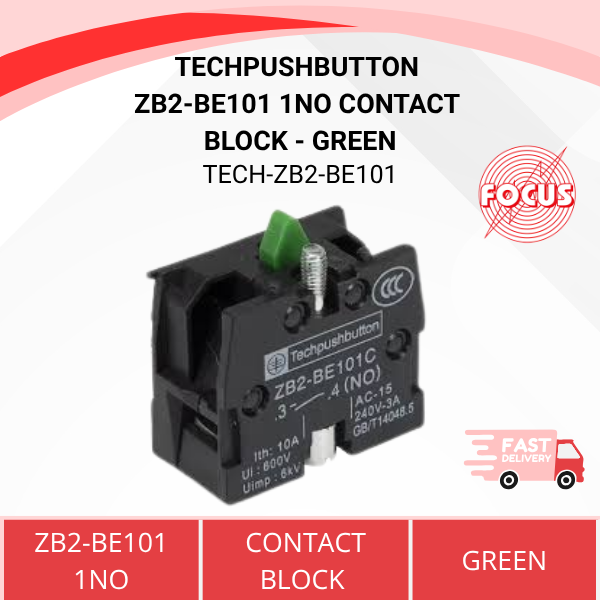 TECHPUSHBUTTON
ZB2-BE101 1NO CONTACT
BLOCK - GREEN
TECH-ZB2-BE101
FOCUS
CCC
Techpushbutton
ZB2-BE101C
.3 .4 (NO)
AC-15
240V-3A
GB/T14048.5
Ith: 10A
Ui : 600V
Uimp : 6kV
FAST
DELIVERY
ZB2-BE101
1NO
CONTACT
BLOCK
GREEN